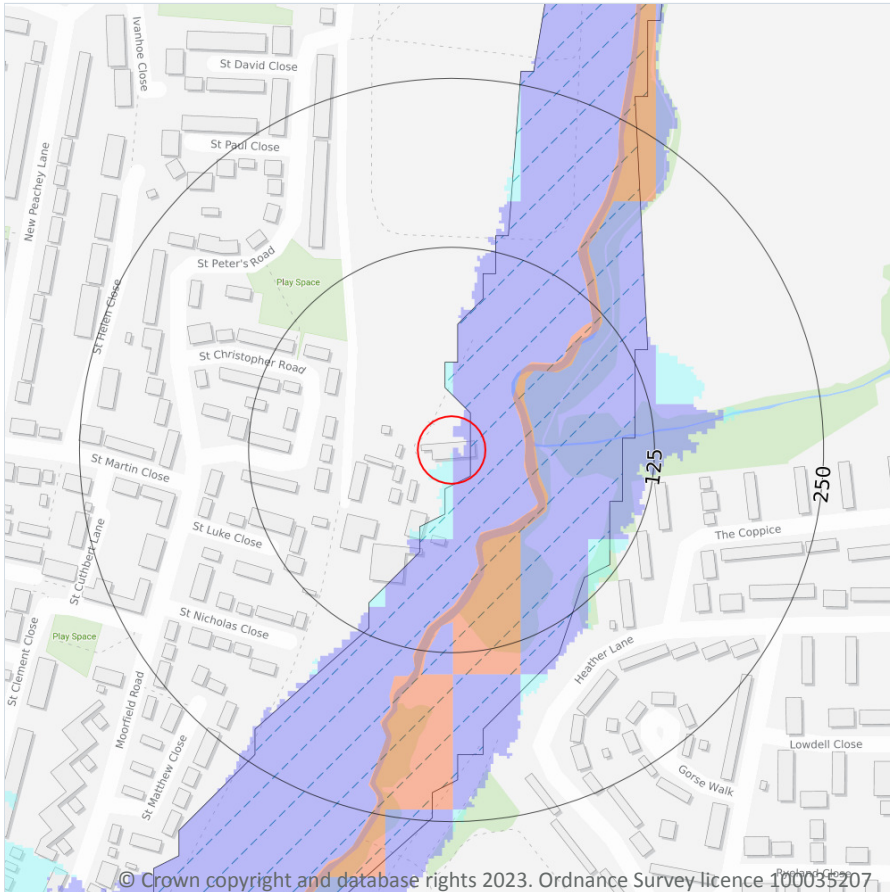 Ivanhoe Close
St David Close
St Paul Close
New Peachey Lane
St Peter's Road
Play Space
St Helen Close
St Christopher Road
St Martin Close
125
250
St Luke Close
The Coppice
St Cuthbert Lane
St Nicholas Close
Play Space
St Clement Close
Heather Lane
Moorfield Road
Lowdell Close
St Matthew Close
Gorse Walk
Ryeland Close
© Crown copyright and database rights 2023. Ordnance Survey licence 100035207